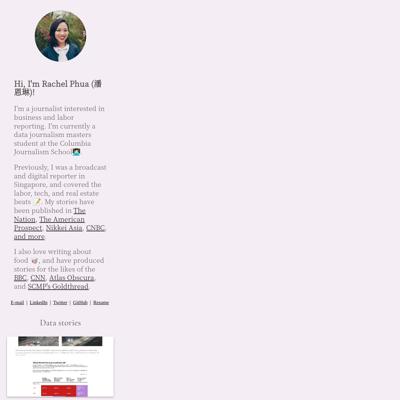 Hi, I'm Rachel Phua (潘
恩琳)!
I'm a journalist interested in
business and labor
reporting. I'm currently a
data journalism masters
student at the Columbia
Journalism School👩🏻‍💻.
Previously, I was a broadcast
and digital reporter in
Singapore, and covered the
labor, tech, and real estate
beats 📝. My stories have
been published in The
Nation, The American
Prospect, Nikkei Asia, CNBC,
and more.
I also love writing about
food 🥡, and have produced
stories for the likes of the
BBC, CNN, Atlas Obscura,
and SCMP's Goldthread.
E-mail | LinkedIn | Twitter | GitHub | Resume
Data stories